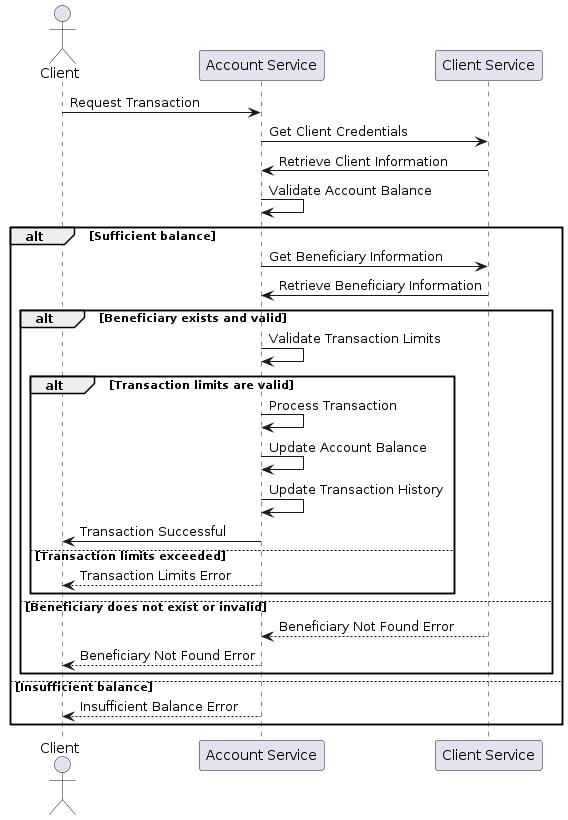 Client
Account Service
Client Service
Request Transaction
Get Client Credentials
Retrieve Client Information
Validate Account Balance
alt
[Sufficient balance]
Get Beneficiary Information
Retrieve Beneficiary Information
alt
[Beneficiary exists and valid]
Validate Transaction Limits
alt
[Transaction limits are valid]
Process Transaction
Update Account Balance
Update Transaction History
Transaction Successful
[Transaction limits exceeded]
Transaction Limits Error
[Beneficiary does not exist or invalid]
Beneficiary Not Found Error
Beneficiary Not Found Error
[Insufficient balance]
Insufficient Balance Error
Client
Account Service
Client Service